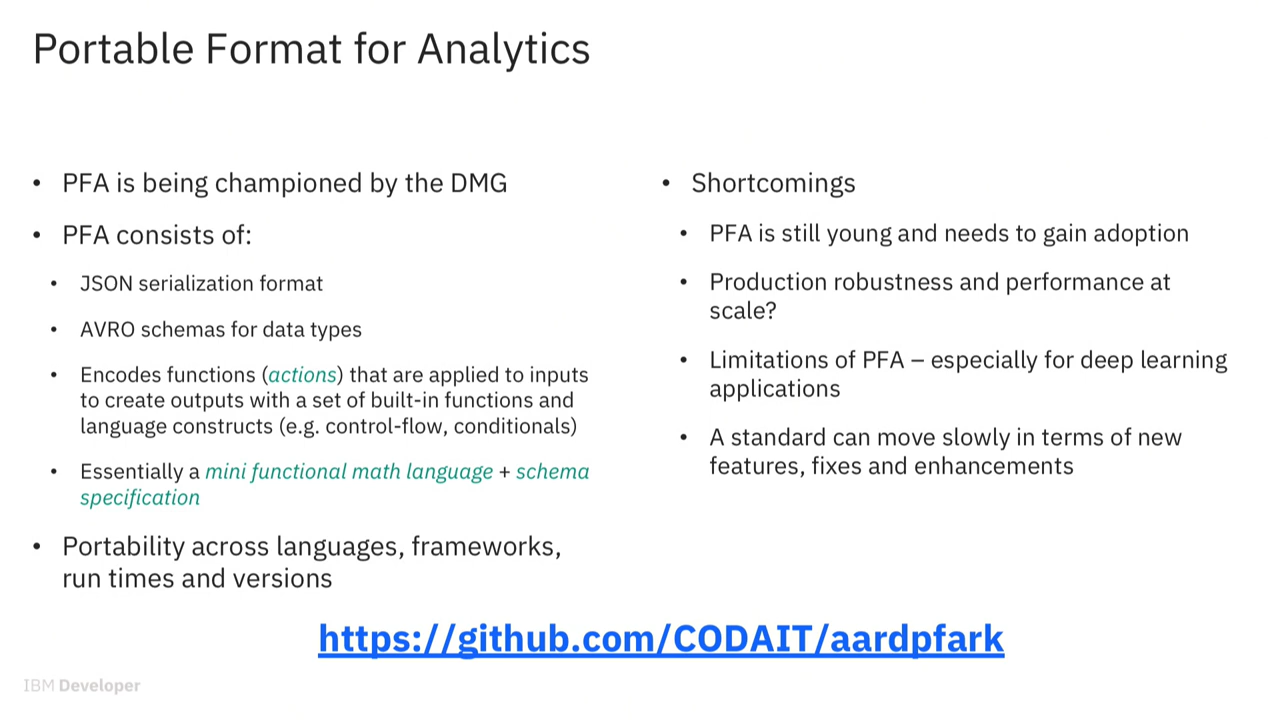 Portable Format for Analytics
• PFA is being championed by the DMG
• PFA consists of:
• JSON serialization format
• AVRO schemas for data types
• Encodes functions (actions) that are applied to inputs
to create outputs with a set of built-in functions and
language constructs (e.g. control-flow, conditionals)
• Essentially a mini functional math language + schema
specification
• Portability across languages, frameworks,
run times and versions
• Shortcomings
• PFA is still young and needs to gain adoption
• Production robustness and performance at
scale?
• Limitations of PFA – especially for deep learning
applications
• A standard can move slowly in terms of new
features, fixes and enhancements
https://github.com/CODAIT/aardpfark
IBM Developer